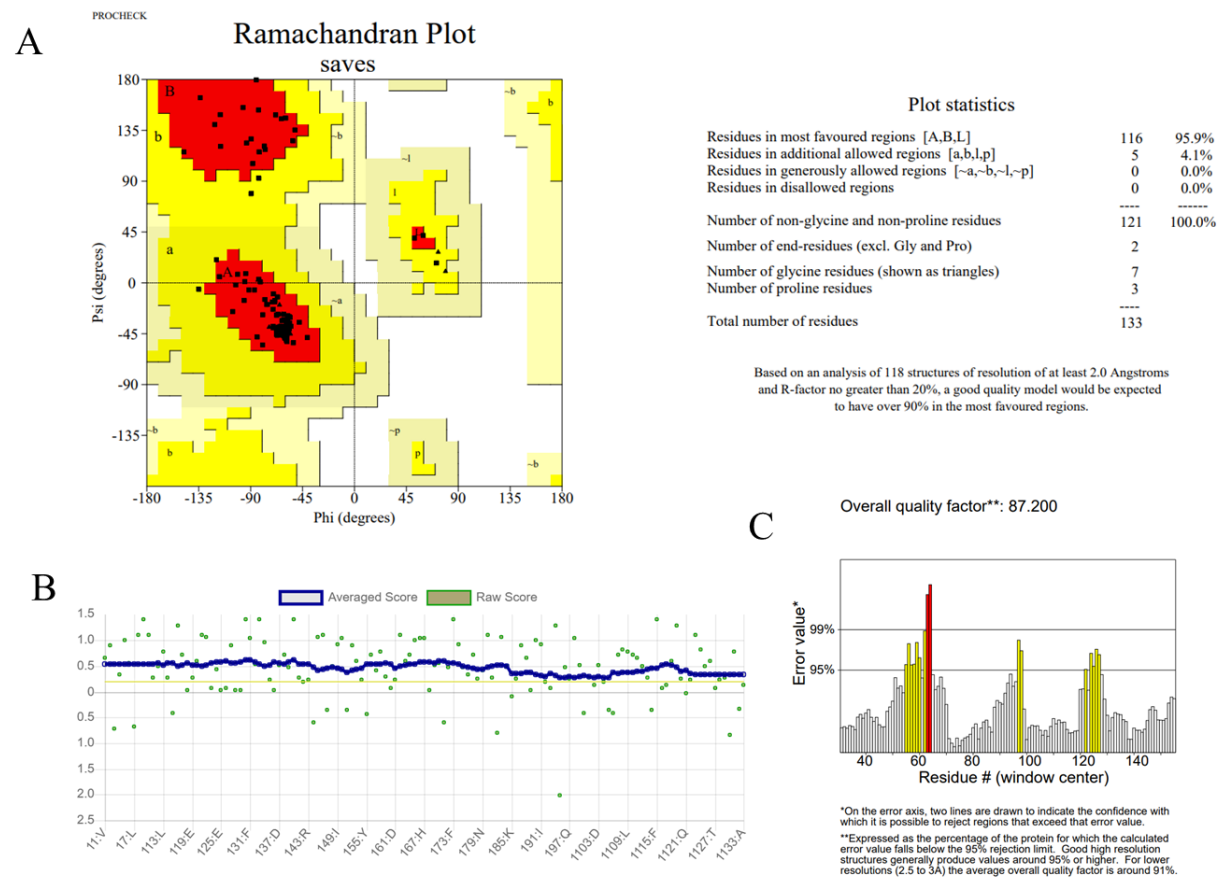 PROCHECK
A
Ramachandran Plot
saves
B
b
~b
~b
b
~l
l
a
A
~a
~b
b
~p
p
~b
180
135
90
45
0
-45
-90
-135
Psi (degrees)
-180 -135 -90 -45 0 45 90 135 180
Phi (degrees)
Plot statistics
Residues in most favoured regions [A,B,L] 116 95.9%
Residues in additional allowed regions [a,b,l,p] 5 4.1%
Residues in generously allowed regions [~a,~b,~l,~p] 0 0.0%
Residues in disallowed regions 0 0.0%
---- ------
Number of non-glycine and non-proline residues 121 100.0%
Number of end-residues (excl. Gly and Pro) 2
Number of glycine residues (shown as triangles) 7
Number of proline residues 3
----
Total number of residues 133
Based on an analysis of 118 structures of resolution of at least 2.0 Angstroms
and R-factor no greater than 20%, a good quality model would be expected
to have over 90% in the most favoured regions.
B
Averaged Score Raw Score
1.5
1.0
0.5
0
0.5
1.0
1.5
2.0
2.5
11:V 17:L 113:L 119:E 125:E 131:F 137:D 143:R 149:I 155:Y 161:D 167:H 173:F 179:N 185:K 191:I 197:Q 1103:D 1109:L 1115:F 1121:Q 1127:T 1133:A
C
Overall quality factor**: 87.200
99%
95%
Error value*
40 60 80 100 120 140
Residue # (window center)
*On the error axis, two lines are drawn to indicate the confidence with
which it is possible to reject regions that exceed that error value.
**Expressed as the percentage of the protein for which the calculated
error value falls below the 95% rejection limit. Good high resolution
structures generally produce values around 95% or higher. For lower
resolutions (2.5 to 3A) the average overall quality factor is around 91%.